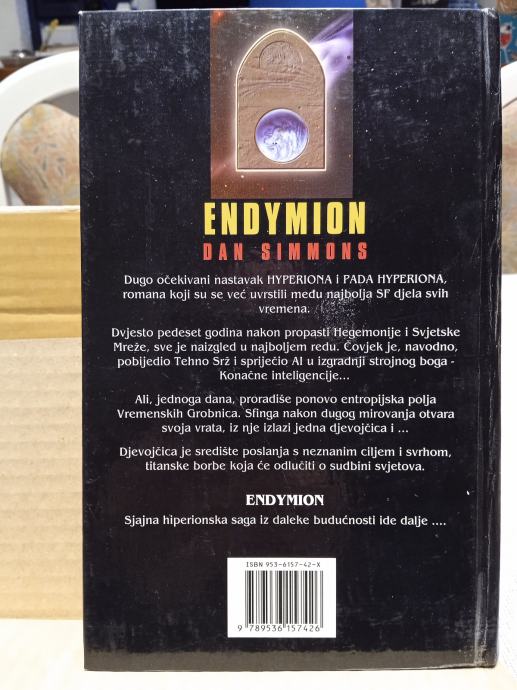 ENDYMION
DAN SIMMONS
Dugo očekivani nastavak HYPERIONA i PADA HYPERIONA,
romana koji su se već uvrstili među najbolja SF djela svih
vremena.
Dvjesto pedeset godina nakon propasti Hegemonije i Svjetske
Mreže, sve je naizgled u najboljem redu. Čovjek je, navodno,
pobijedio Tehno Srž i spriječio AI u izgradnji strojnog boga -
Konačne inteligencije...
Ali, jednoga dana, proradiše ponovo entropijska polja
Vremenskih Grobnica. Sfinga nakon dugog mirovanja otvara
svoja vrata, iz nje izlazi jedna djevojčica i ...
Djevojčica je središte poslanja s neznanim ciljem i svrhom,
titanske borbe koja će odlučiti o sudbini svjetova.
ENDYMION
Sjajna hiperionska saga iz daleke budućnosti ide dalje ....
ISBN 953-6157-42-X
9 789536 157426